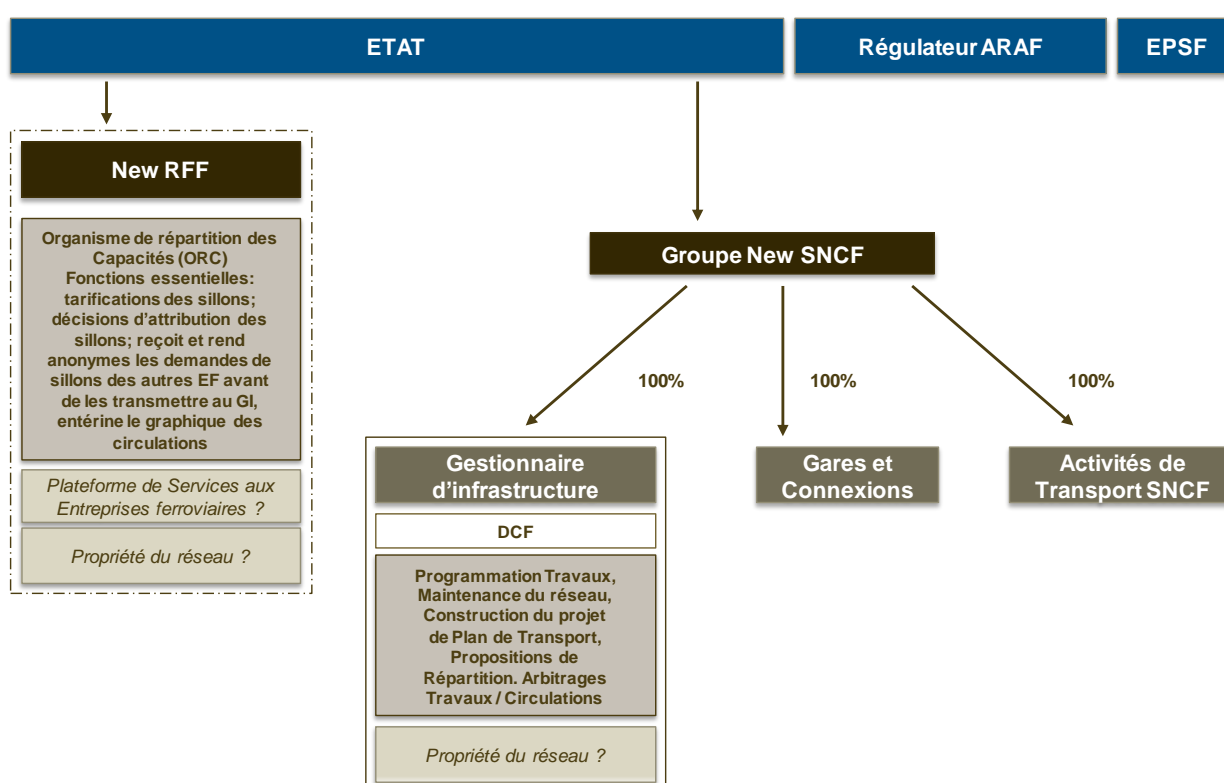 ETAT
Régulateur ARAF
EPSF
New RFF
Organisme de répartition des
Capacités (ORC)
Fonctions essentielles:
tarifications des sillons;
décisions d'attribution des
sillons; reçoit et rend
anonymes les demandes de
sillons des autres EF avant
de les transmettre au GI,
entérine le graphique des
circulations
Plateforme de Services aux
Entreprises ferroviaires ?
Propriété du réseau ?
Groupe New SNCF
100%
100%
100%
Gestionnaire
d'infrastructure
DCF
Programmation Travaux,
Maintenance du réseau,
Construction du projet
de Plan de Transport,
Propositions de
Répartition. Arbitrages
Travaux / Circulations
Propriété du réseau ?
Gares et
Connexions
Activités de
Transport SNCF